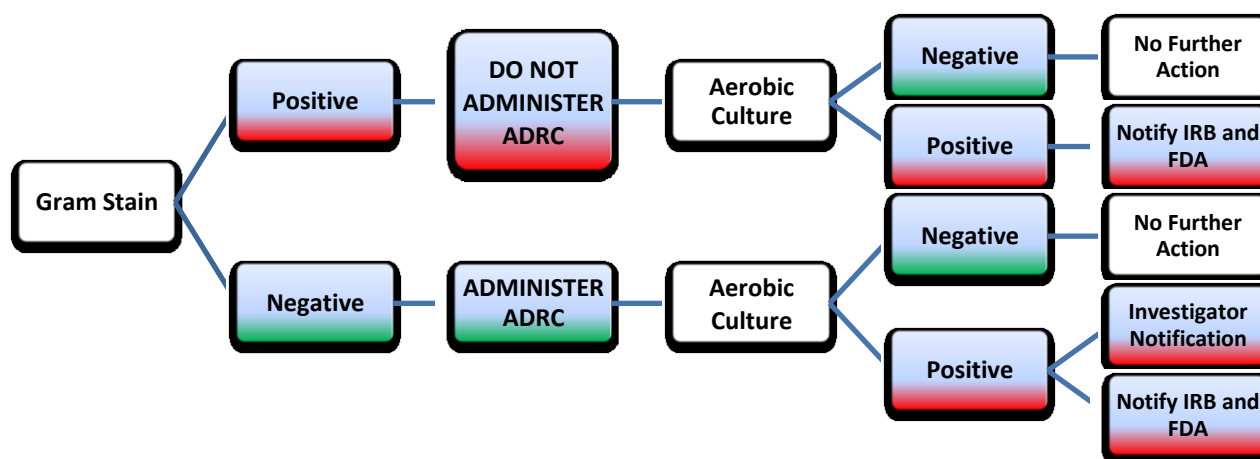 Gram Stain
Positive
DO NOT
ADMINISTER
ADRC
Aerobic
Culture
Negative
No Further
Action
Positive
Notify IRB and
FDA
Negative
ADMINISTER
ADRC
Aerobic
Culture
Negative
No Further
Action
Positive
Investigator
Notification
Notify IRB and
FDA